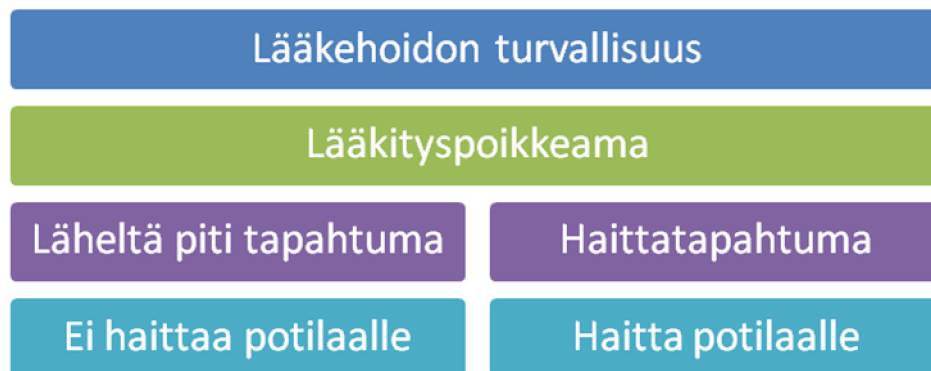 Lääkehoidon turvallisuus
Lääkityspoikkeama
Läheltä piti tapahtuma
Haittatapahtuma
Ei haittaa potilaalle
Haitta potilaalle